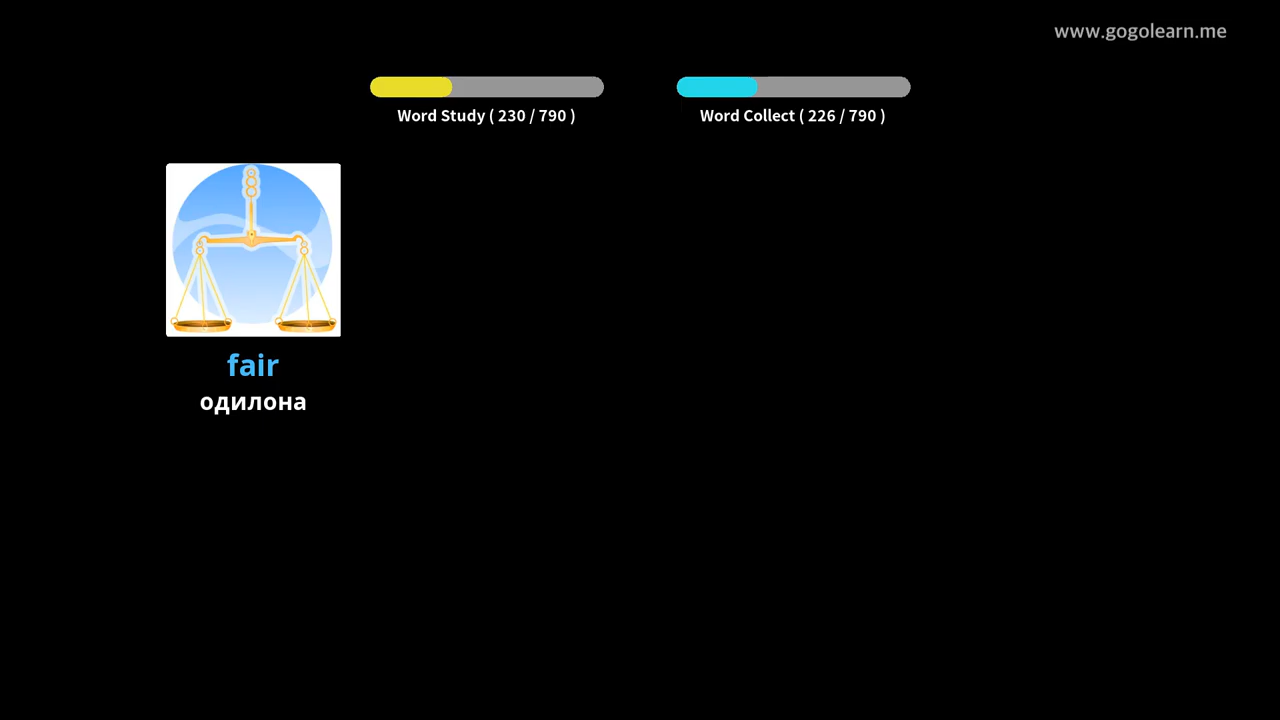 www.gogolearn.me
Word Study ( 230 / 790 )
Word Collect ( 226 / 790 )
fair
одилона